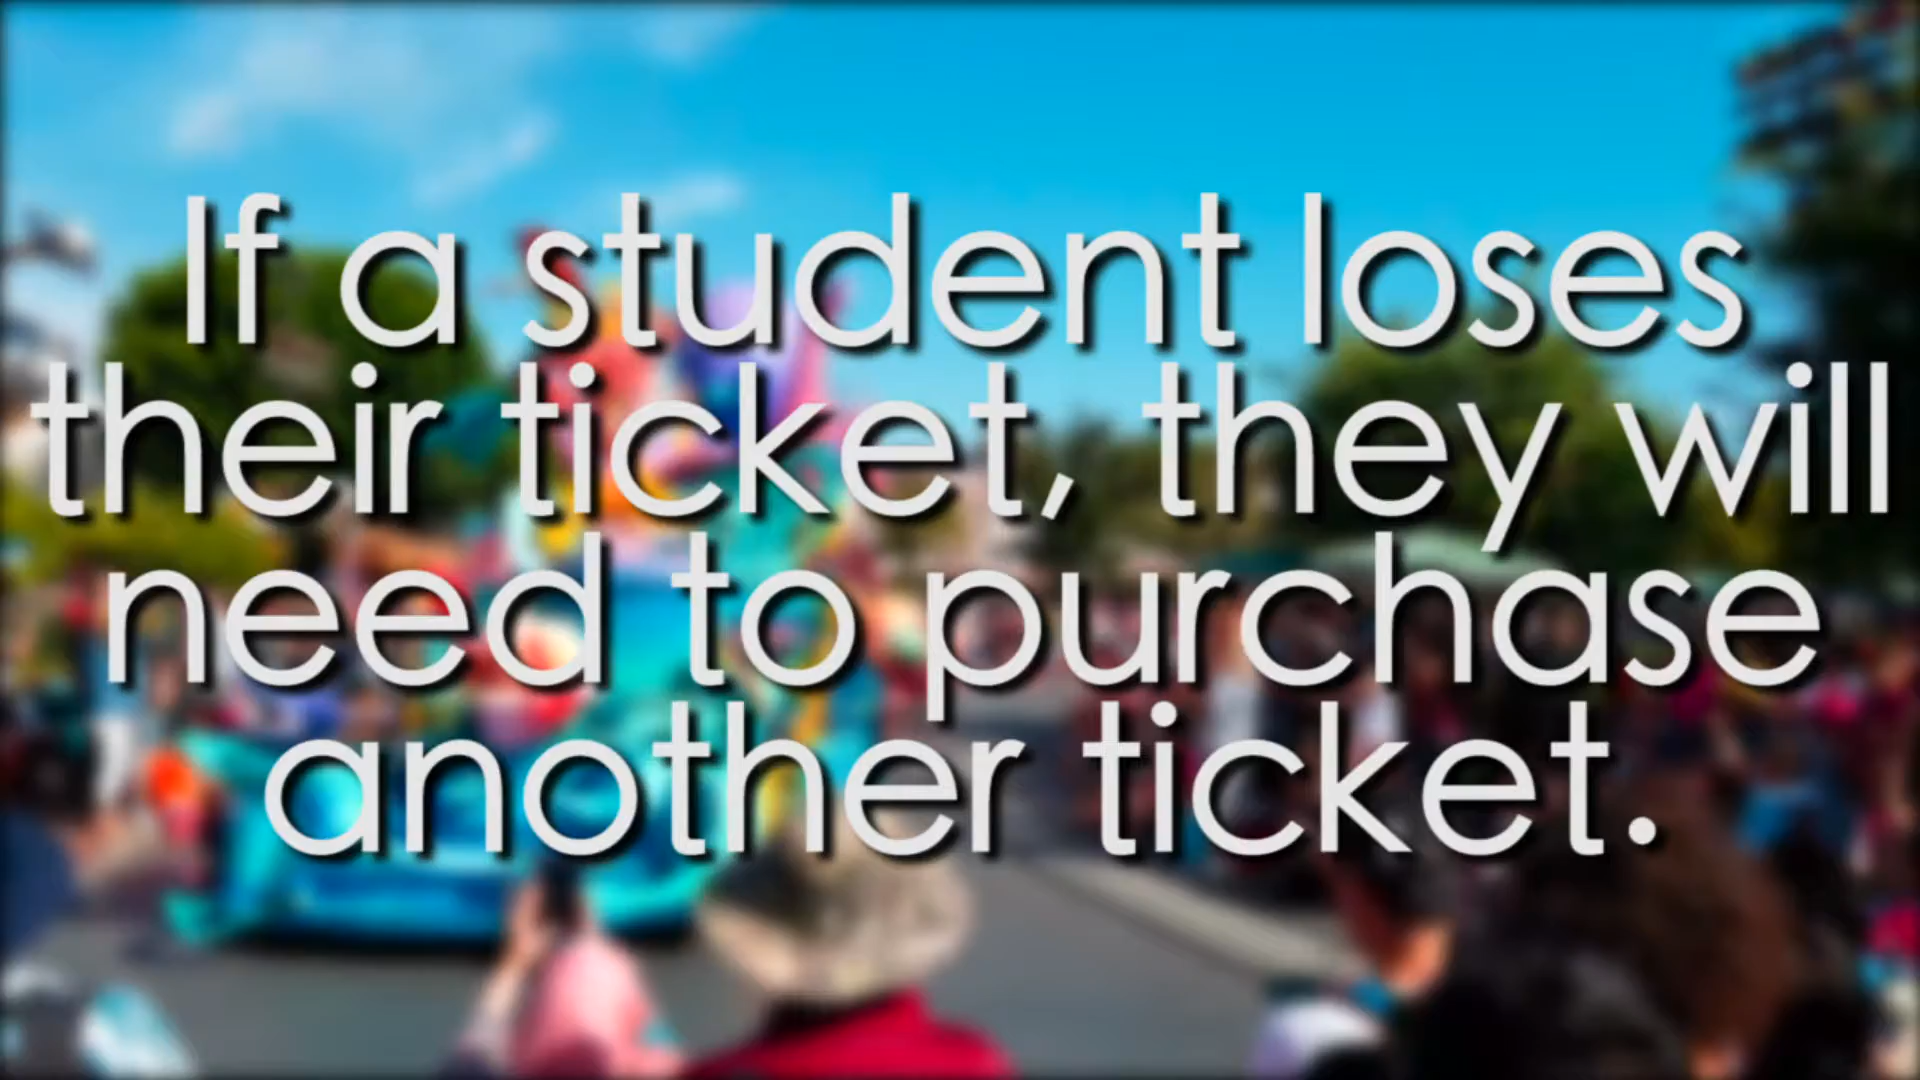 If a student loses
their ticket, they will
need to purchase
another ticket.